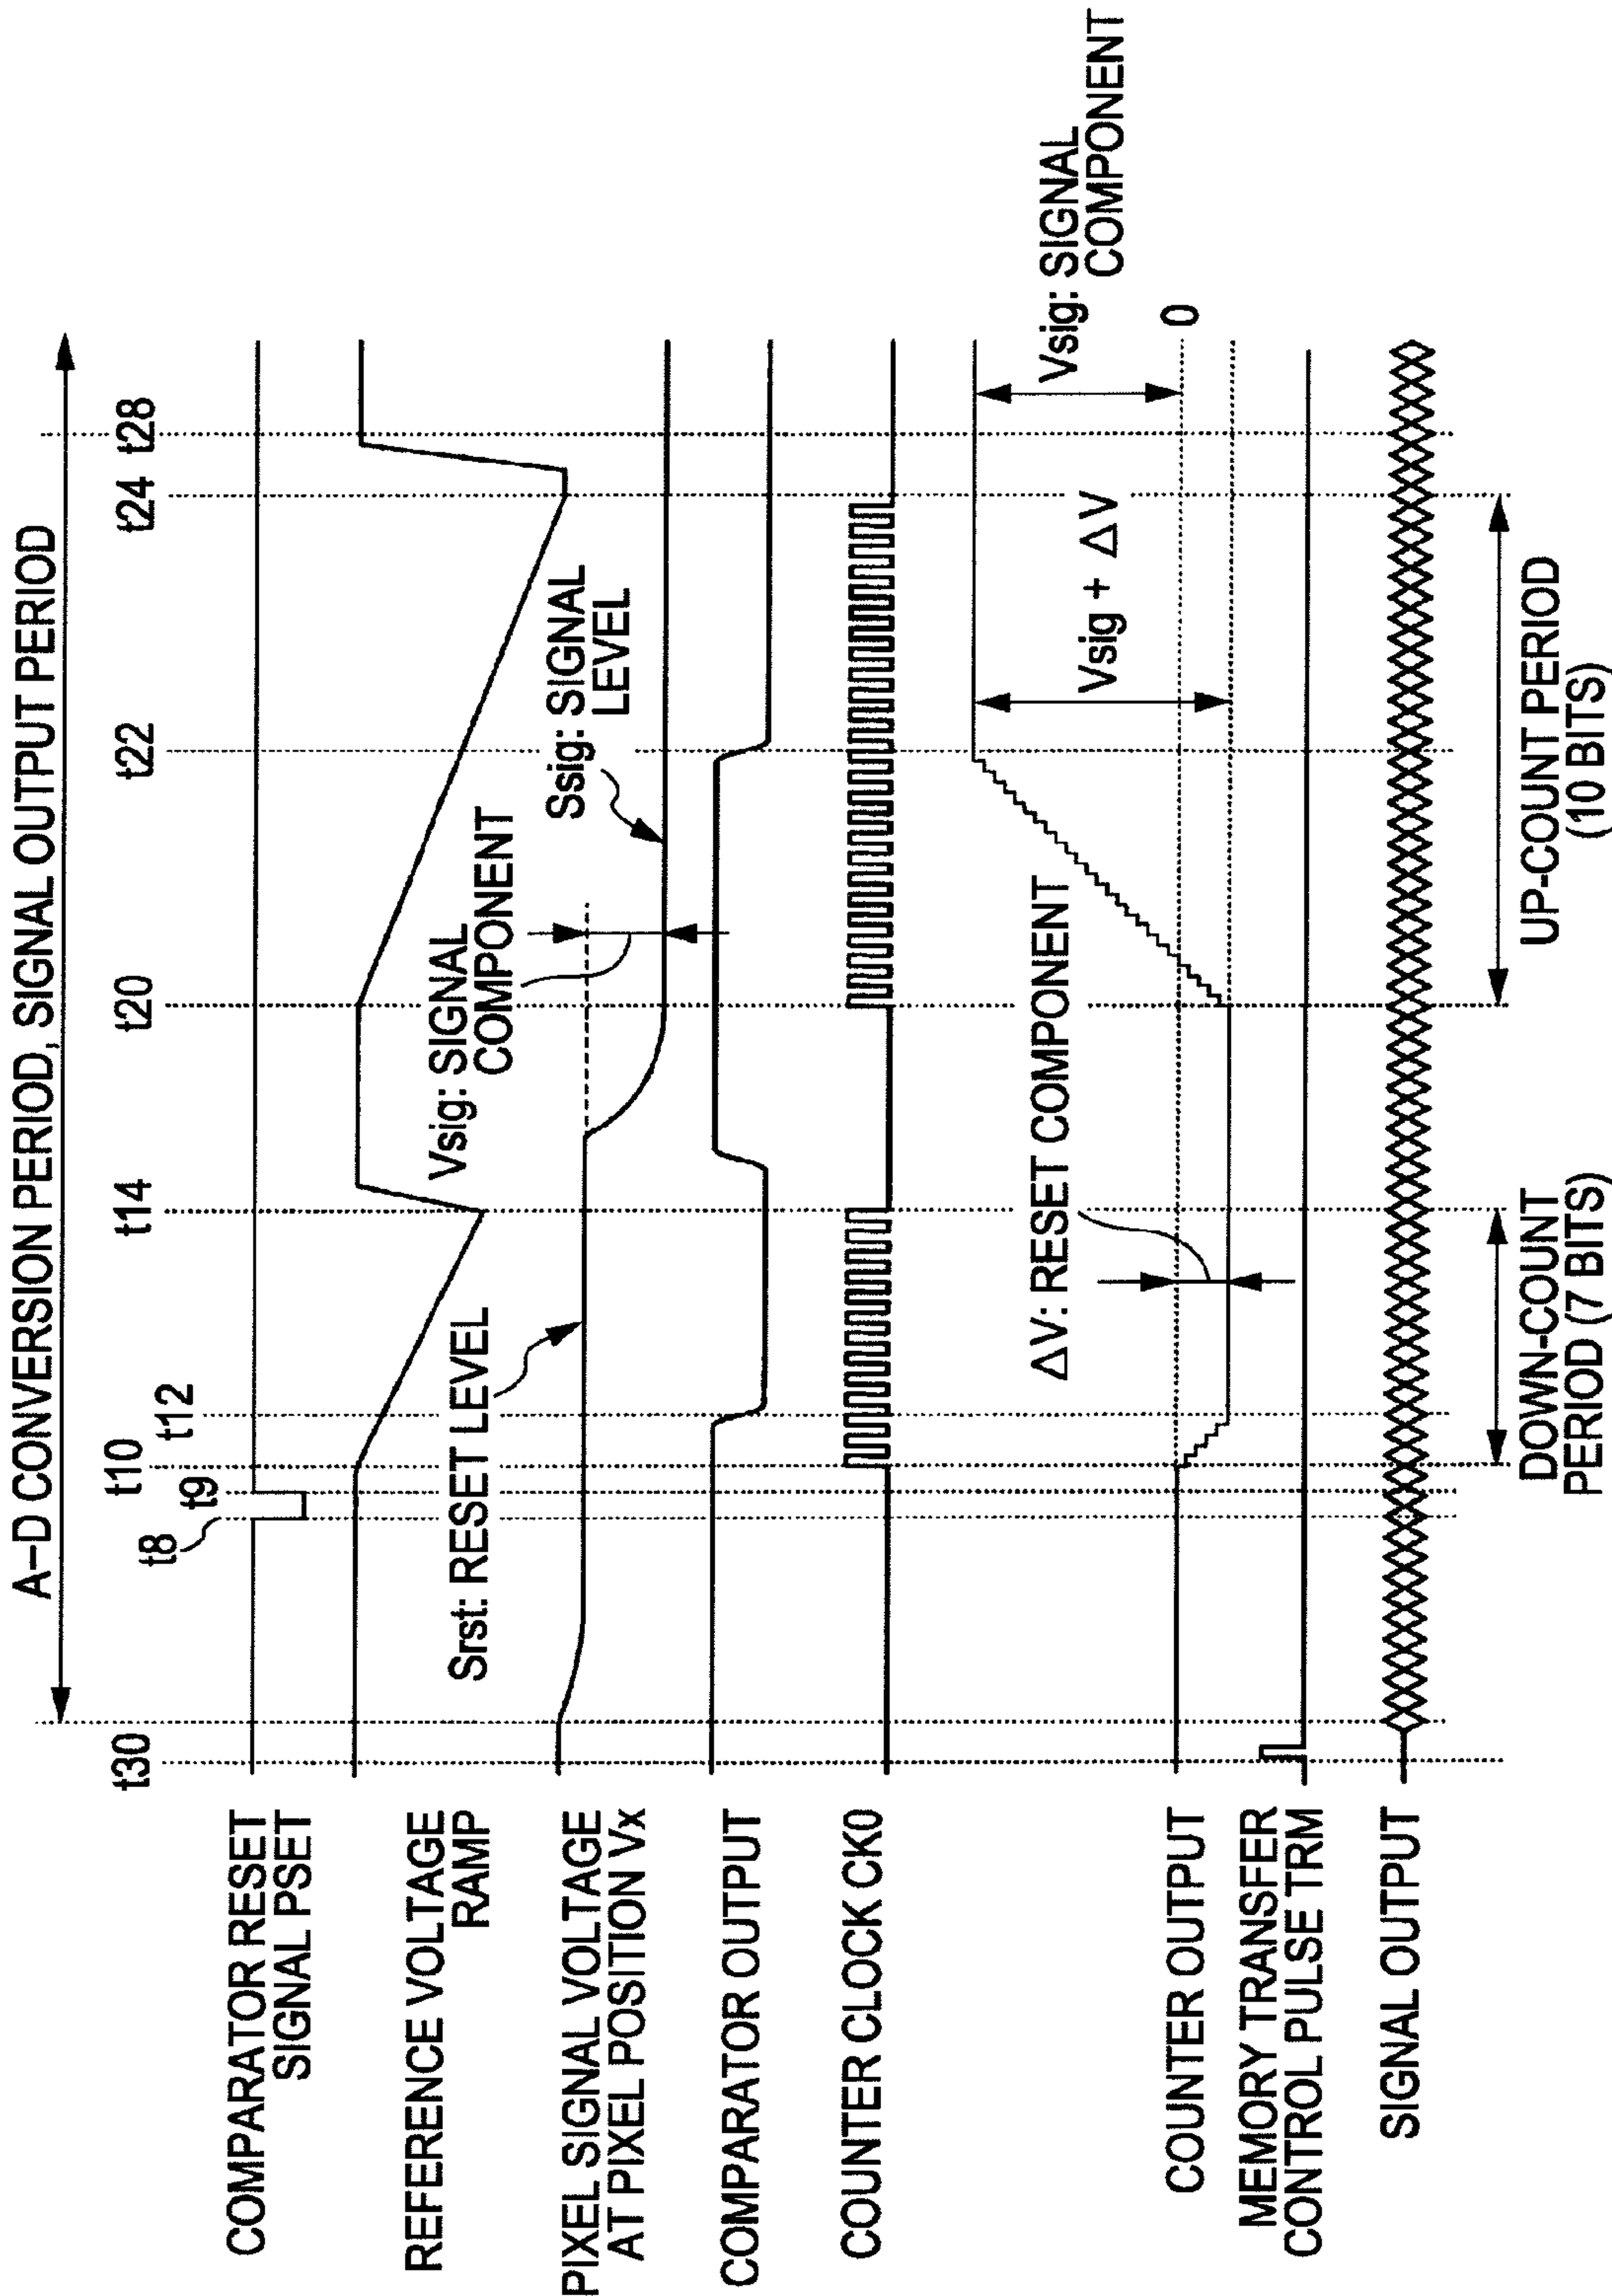 A-D CONVERSION PERIOD, SIGNAL OUTPUT PERIOD
t30
t8
t9
t10
t12
t14
t20
t22
t24
t28
COMPARATOR RESET
SIGNAL PSET
REFERENCE VOLTAGE
RAMP
Srst: RESET LEVEL
Vsig: SIGNAL
COMPONENT
Ssig: SIGNAL
LEVEL
PIXEL SIGNAL VOLTAGE
AT PIXEL POSITION Vx
COMPARATOR OUTPUT
COUNTER CLOCK CK0
ΔV: RESET COMPONENT
Vsig + ΔV
Vsig: SIGNAL
COMPONENT
0
COUNTER OUTPUT
MEMORY TRANSFER
CONTROL PULSE TRM
SIGNAL OUTPUT
DOWN-COUNT
PERIOD (7 BITS)
UP-COUNT PERIOD
(10 BITS)